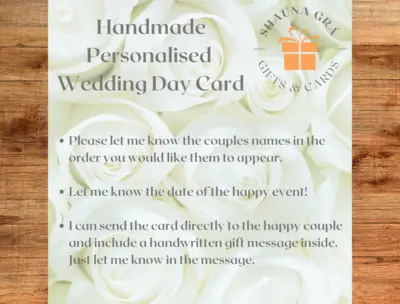 Handmade
Personalised
Wedding Day Card
SHAUNA GRÁ
GIFTS & CARDS
• Please let me know the couples names in the
order you would like them to appear.
• Let me know the date of the happy event!
• I can send the card directly to the happy couple
and include a handwritten gift message inside.
Just let me know in the message.